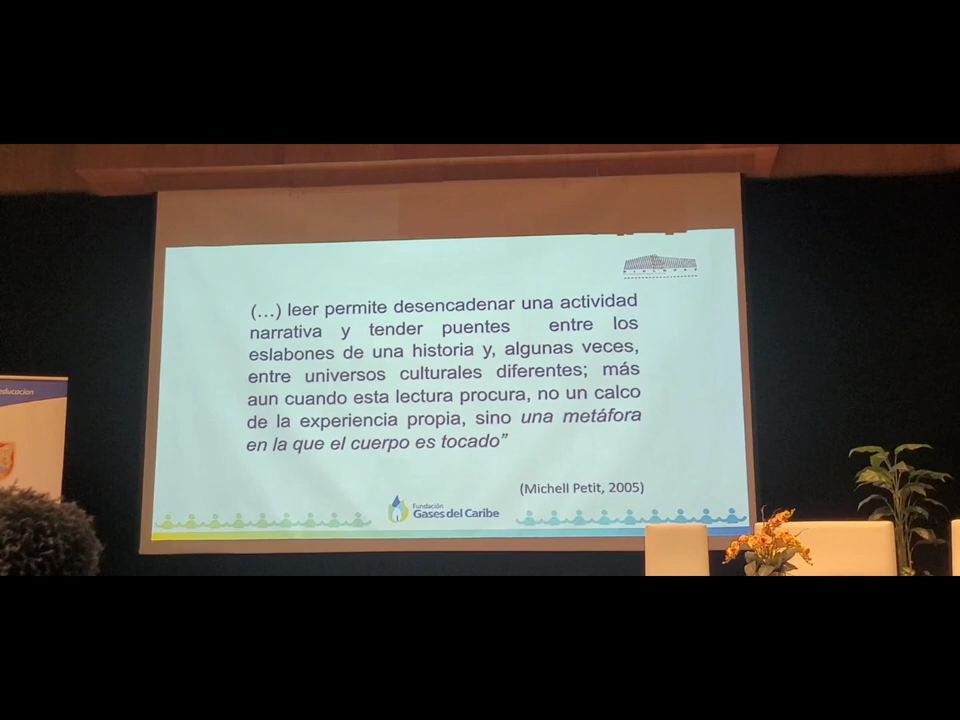 (...) leer permite desencadenar una actividad
narrativa y tender puentes entre los
eslabones de una historia y, algunas veces,
entre universos culturales diferentes; más
aun cuando esta lectura procura, no un calco
de la experiencia propia, sino una metáfora
en la que el cuerpo es tocado”
(Michell Petit, 2005)
Fundación
Gases del Caribe
educacion